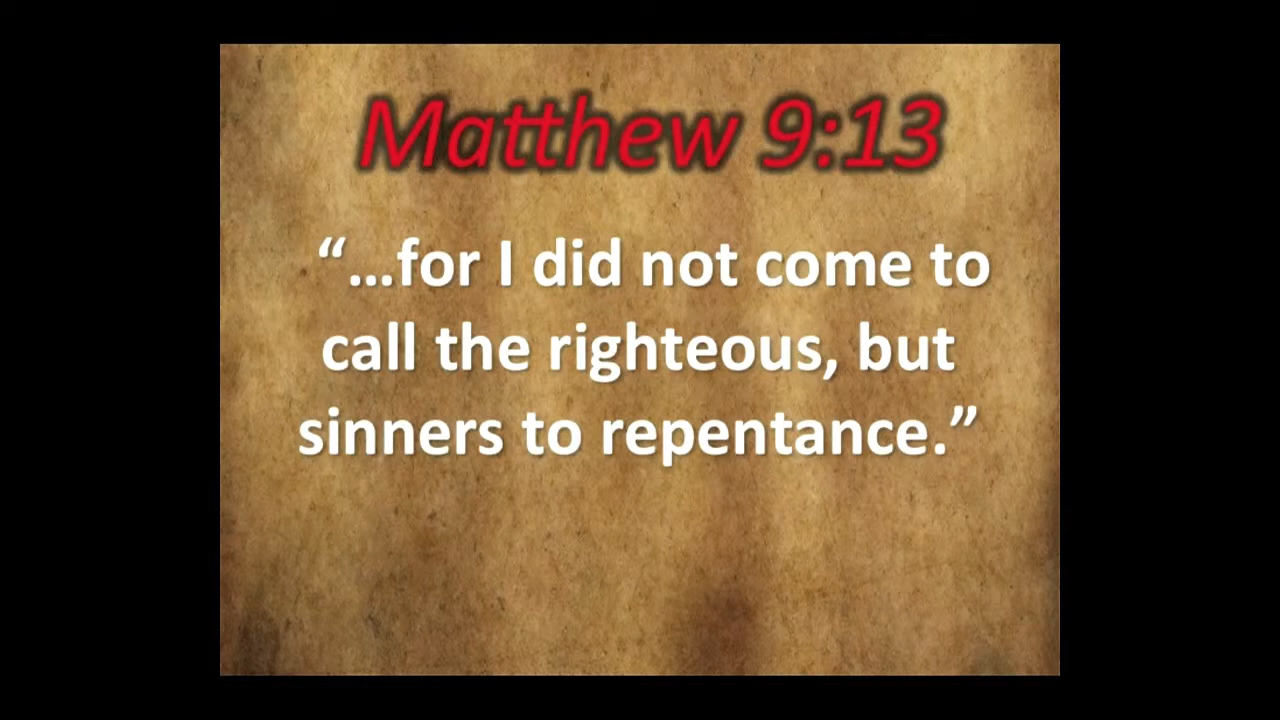 Matthew 9:13
“…for I did not come to
call the righteous, but
sinners to repentance.”